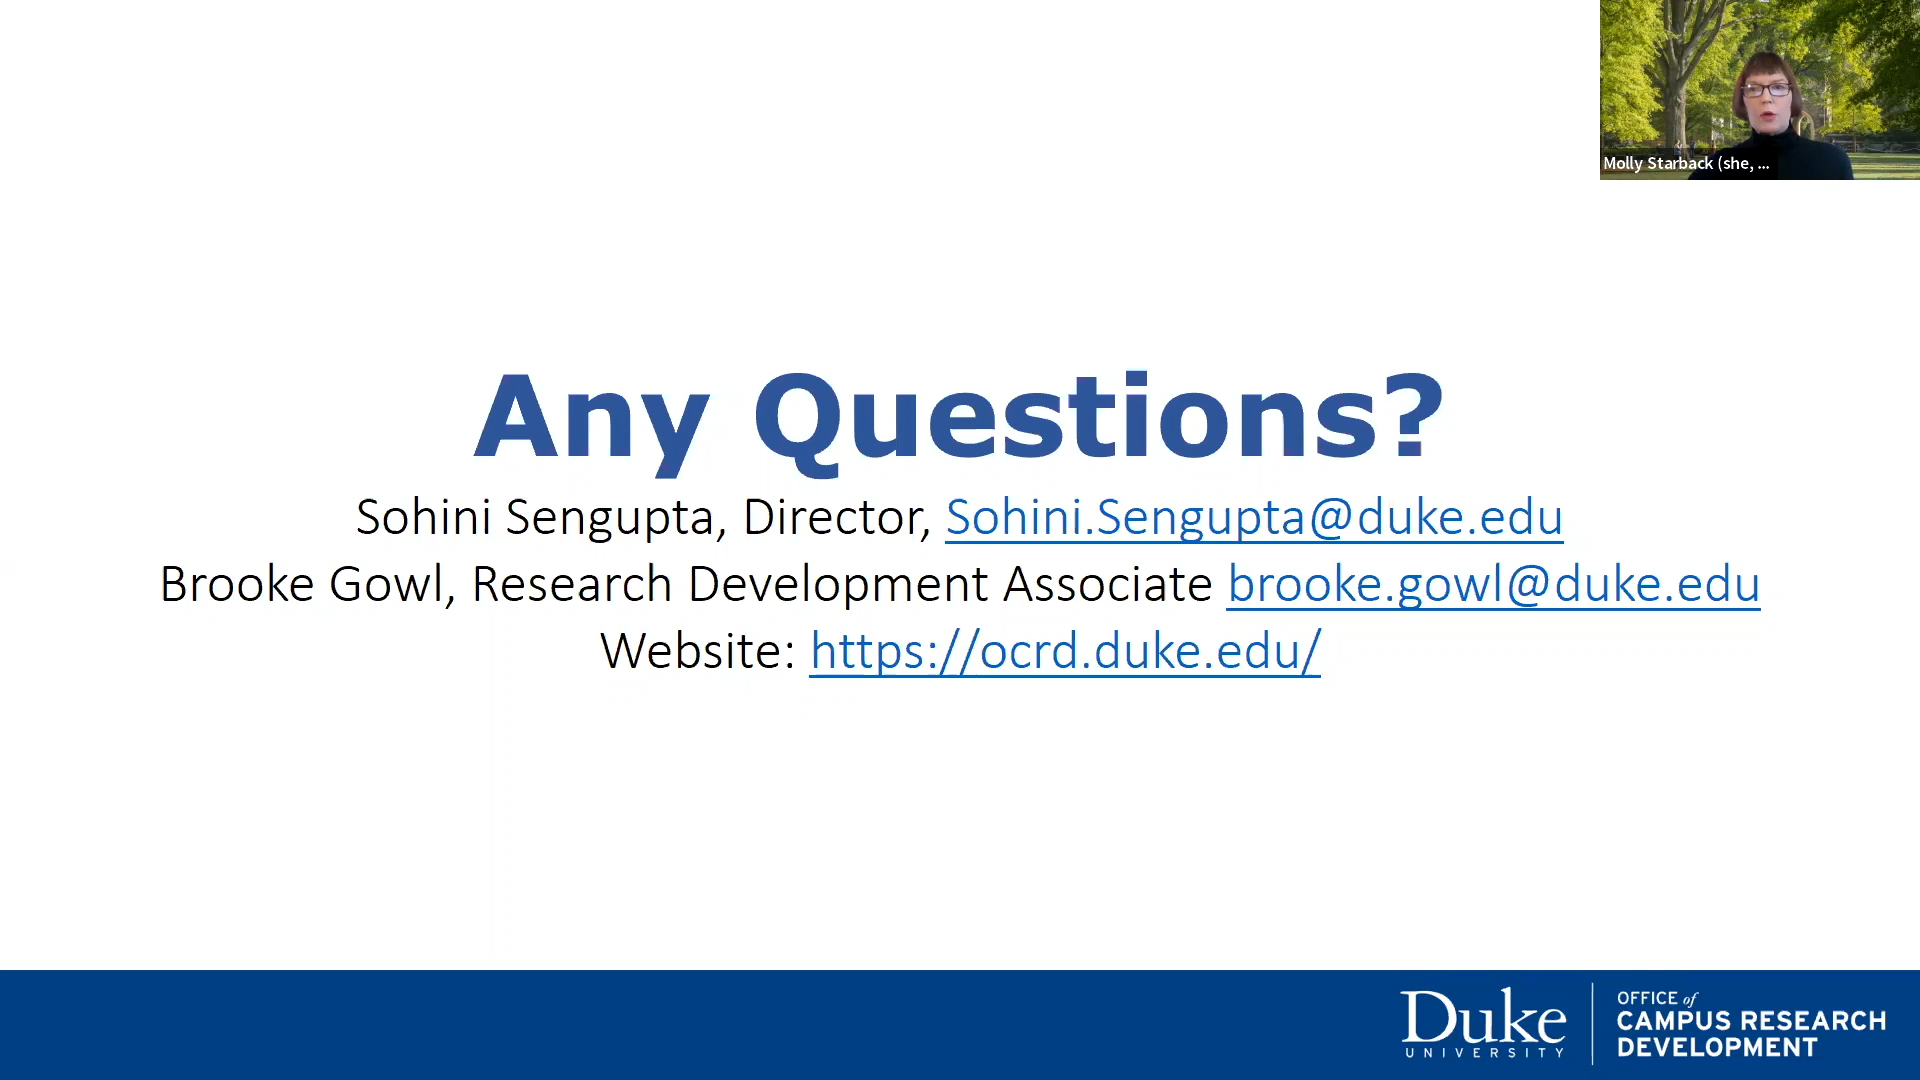 Molly Starback (she, ...
Any Questions?
Sohini Sengupta, Director, Sohini.Sengupta@duke.edu
Brooke Gowl, Research Development Associate brooke.gowl@duke.edu
Website: https://ocrd.duke.edu/
Duke
UNIVERSITY
OFFICE of
CAMPUS RESEARCH
DEVELOPMENT